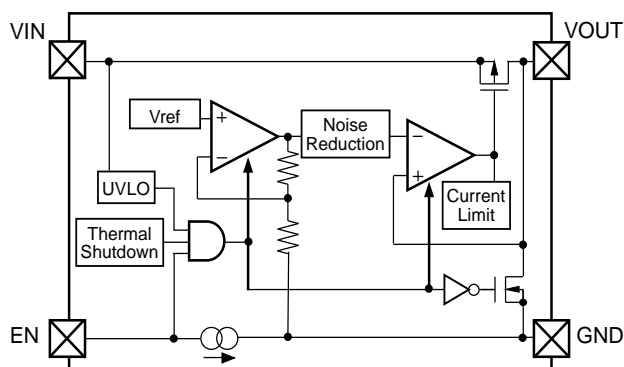 VIN
VOUT
Vref
+
−
Noise
Reduction
−
+
UVLO
Current
Limit
Thermal
Shutdown
EN
GND